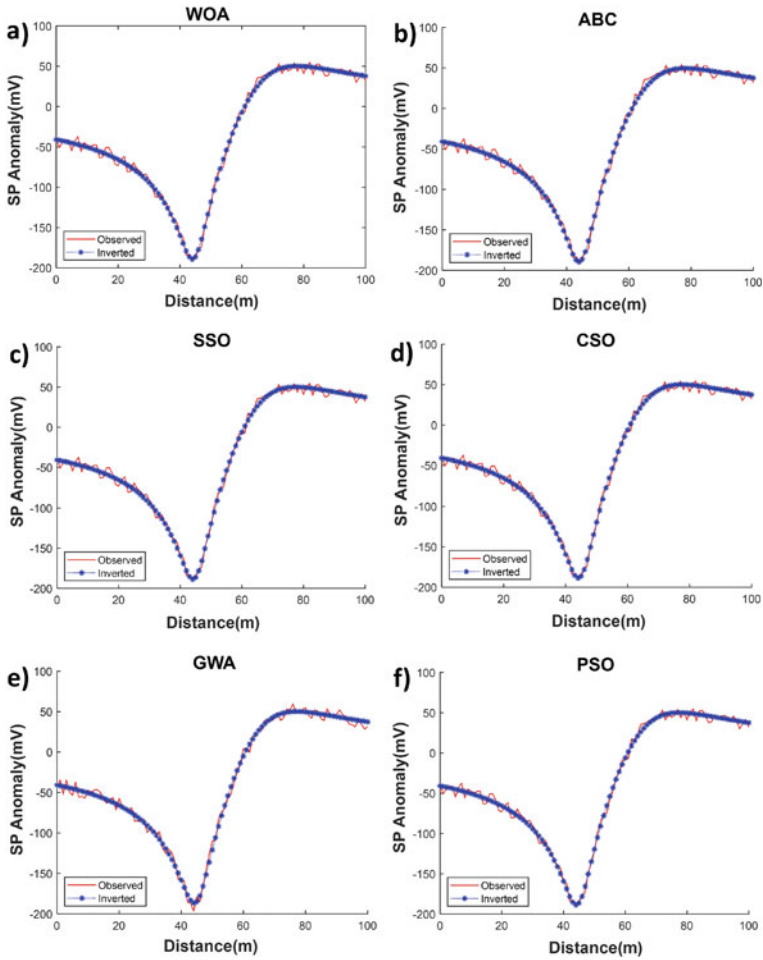 a)
WOA
SP Anomaly(mV)
100
50
0
-50
-100
-150
-200
Observed
Inverted
0 20 40 60 80 100
Distance(m)
b)
ABC
SP Anomaly(mV)
100
50
0
-50
-100
-150
-200
Observed
Inverted
0 20 40 60 80 100
Distance(m)
c)
SSO
SP Anomaly(mV)
100
50
0
-50
-100
-150
-200
Observed
Inverted
0 20 40 60 80 100
Distance(m)
d)
CSO
SP Anomaly(mV)
100
50
0
-50
-100
-150
-200
Observed
Inverted
0 20 40 60 80 100
Distance(m)
e)
GWA
SP Anomaly(mV)
100
50
0
-50
-100
-150
-200
Observed
Inverted
0 20 40 60 80 100
Distance(m)
f)
PSO
SP Anomaly(mV)
100
50
0
-50
-100
-150
-200
Observed
Inverted
0 20 40 60 80 100
Distance(m)